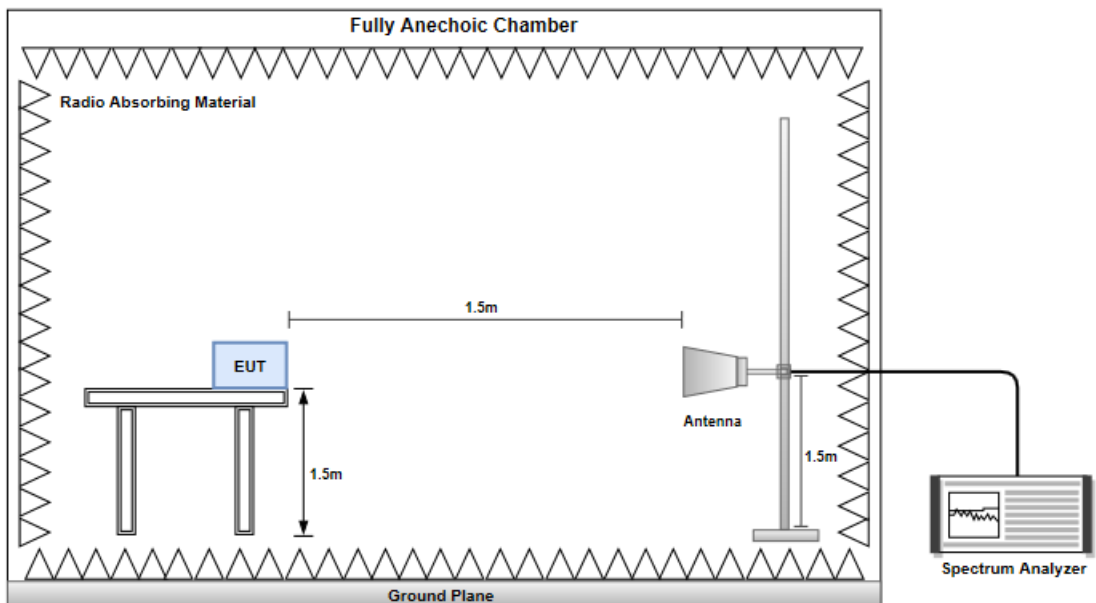 Fully Anechoic Chamber
Radio Absorbing Material
1.5m
EUT
Antenna
1.5m
1.5m
Spectrum Analyzer
Ground Plane